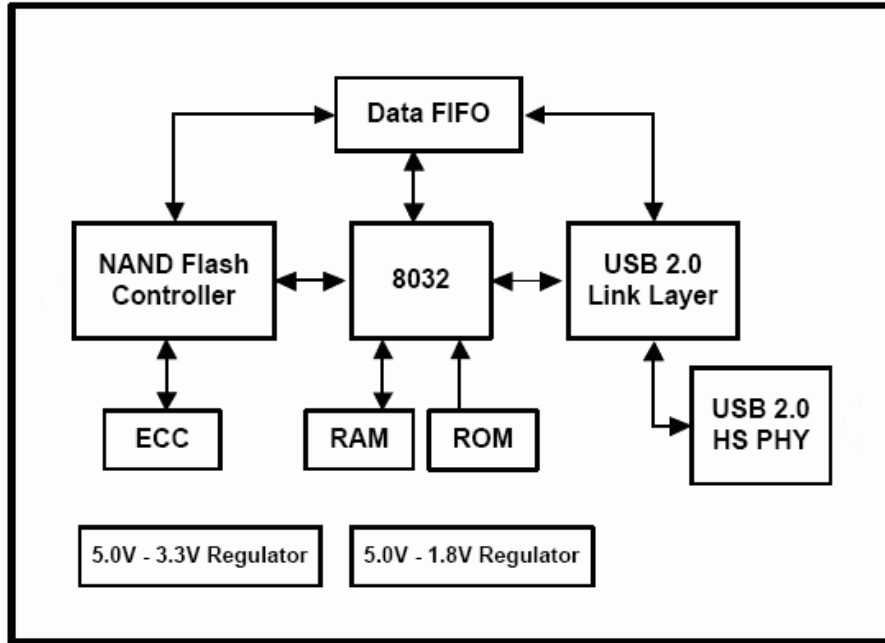 Data FIFO
NAND Flash
Controller
8032
USB 2.0
Link Layer
ECC
RAM
ROM
USB 2.0
HS PHY
5.0V - 3.3V Regulator
5.0V - 1.8V Regulator